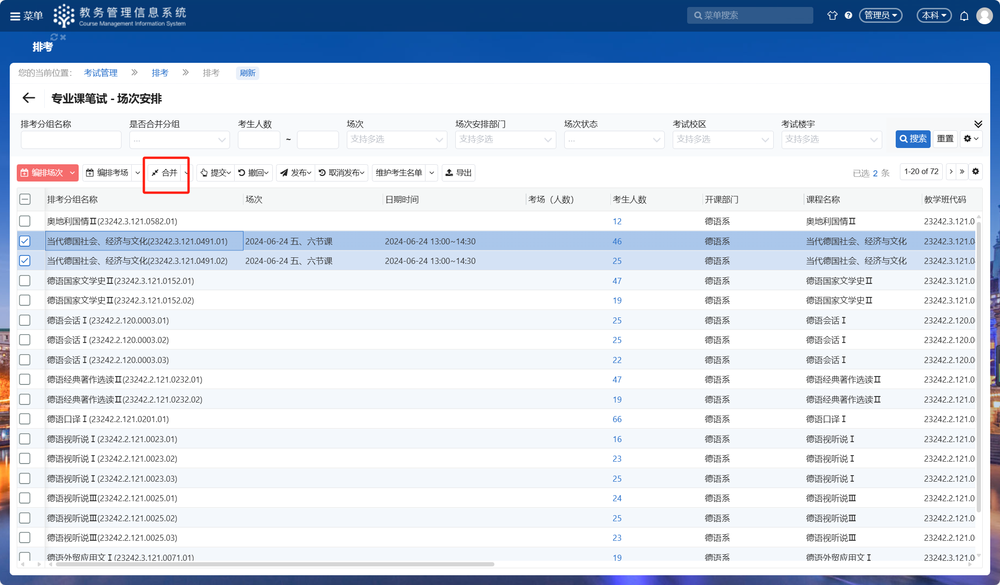 菜单
教务管理信息系统
Course Management Information System
菜单搜索
管理员
本科
排考
您的当前位置：
考试管理
排考
排考
刷新
专业课笔试 - 场次安排
排考分组名称
是否合并分组
考生人数
场次
场次安排部门
场次状态
考试校区
考试楼宇
...
~
支持多选
支持多选
...
支持多选
支持多选
搜索
重置
编排场次
编排考场
合并
提交
撤回
发布
取消发布
维护考生名单
导出
已选 2 条
1-20 of 72
排考分组名称 场次 日期时间 考场（人数） 考生人数 开课部门 课程名称 教学班代码
奥地利国情Ⅱ(23242.3.121.0582.01) 12 德语系 奥地利国情Ⅱ 23242.3.121.0
当代德国社会、经济与文化(23242.3.121.0491.01) 2024-06-24 五、六节课 2024-06-24 13:00~14:30 46 德语系 当代德国社会、经济与文化 23242.3.121.0
当代德国社会、经济与文化(23242.3.121.0491.02) 2024-06-24 五、六节课 2024-06-24 13:00~14:30 25 德语系 当代德国社会、经济与文化 23242.3.121.0
德语国家文学史Ⅱ(23242.3.121.0152.01) 47 德语系 德语国家文学史Ⅱ 23242.3.121.0
德语国家文学史Ⅱ(23242.3.121.0152.02) 19 德语系 德语国家文学史Ⅱ 23242.3.121.0
德语会话Ⅰ(23242.2.120.0003.01) 25 德语系 德语会话Ⅰ 23242.2.120.0
德语会话Ⅰ(23242.2.120.0003.02) 25 德语系 德语会话Ⅰ 23242.2.120.0
德语会话Ⅰ(23242.2.120.0003.03) 22 德语系 德语会话Ⅰ 23242.2.120.0
德语经典著作选读Ⅱ(23242.2.121.0232.01) 47 德语系 德语经典著作选读Ⅱ 23242.2.121.0
德语经典著作选读Ⅱ(23242.2.121.0232.02) 19 德语系 德语经典著作选读Ⅱ 23242.2.121.0
德语口译Ⅰ(23242.2.121.0201.01) 66 德语系 德语口译Ⅰ 23242.2.121.0
德语视听说Ⅰ(23242.2.121.0023.01) 16 德语系 德语视听说Ⅰ 23242.2.121.0
德语视听说Ⅰ(23242.2.121.0023.02) 23 德语系 德语视听说Ⅰ 23242.2.121.0
德语视听说Ⅰ(23242.2.121.0023.03) 25 德语系 德语视听说Ⅰ 23242.2.121.0
德语视听说Ⅲ(23242.2.121.0025.01) 24 德语系 德语视听说Ⅲ 23242.2.121.0
德语视听说Ⅲ(23242.2.121.0025.02) 25 德语系 德语视听说Ⅲ 23242.2.121.0
德语视听说Ⅲ(23242.2.121.0025.03) 23 德语系 德语视听说Ⅲ 23242.2.121.0
德语外贸应用文Ⅰ(23242.3.121.0071.01) 19 德语系 德语外贸应用文Ⅰ 23242.3.121.0